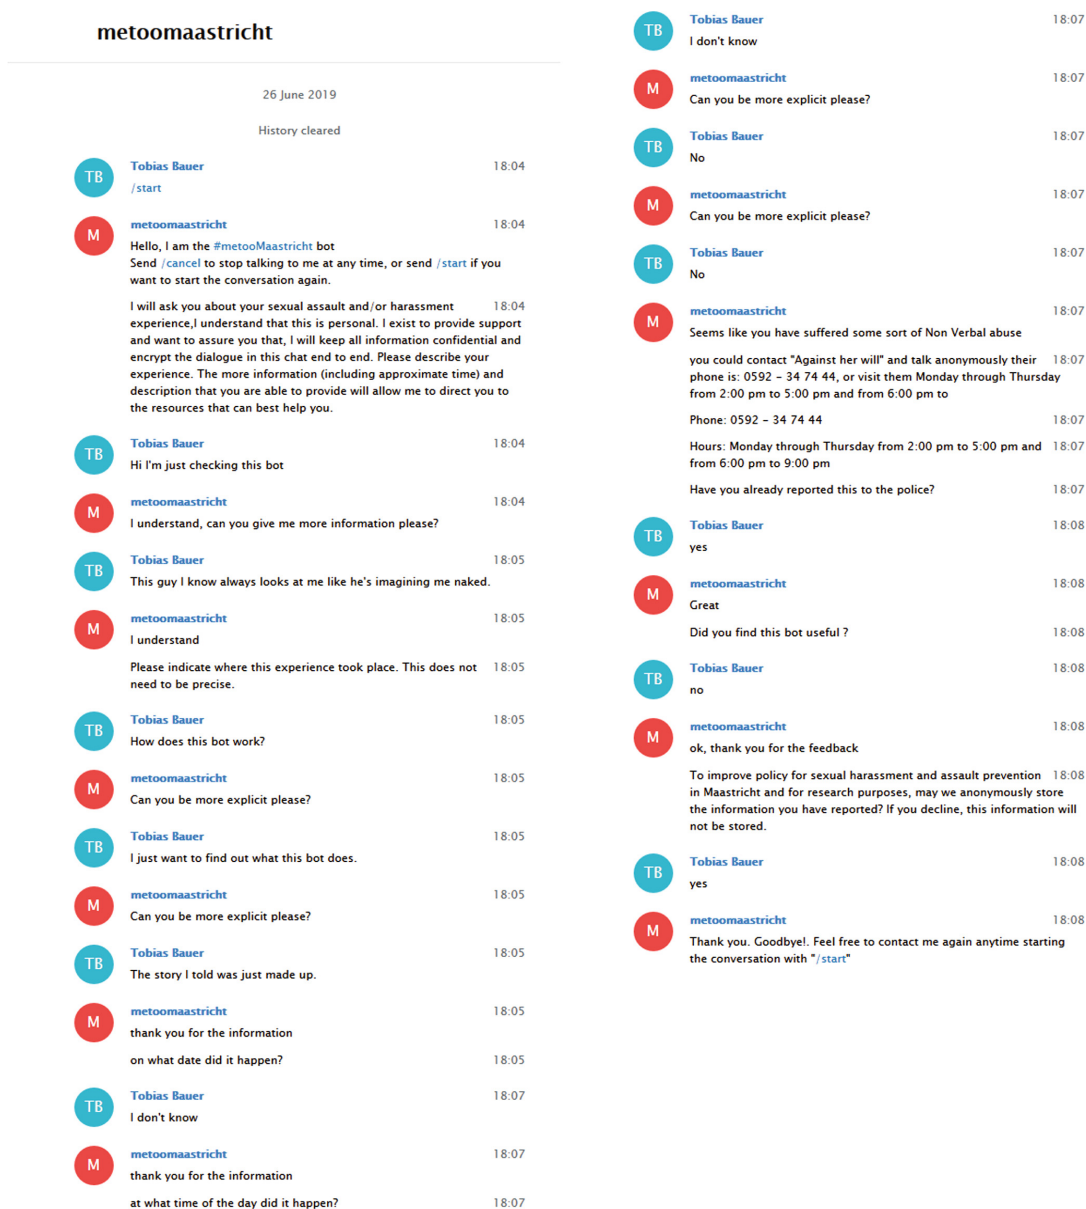 metoomaastricht
26 June 2019
History cleared
TB
Tobias Bauer 18:04
/start
M
metoomaastricht 18:04
Hello, I am the #metooMaastricht bot
Send /cancel to stop talking to me at any time, or send /start if you
want to start the conversation again.
I will ask you about your sexual assault and/or harassment 18:04
experience,I understand that this is personal. I exist to provide support
and want to assure you that, I will keep all information confidential and
encrypt the dialogue in this chat end to end. Please describe your
experience. The more information (including approximate time) and
description that you are able to provide will allow me to direct you to
the resources that can best help you.
TB
Tobias Bauer 18:04
Hi I'm just checking this bot
M
metoomaastricht 18:04
I understand, can you give me more information please?
TB
Tobias Bauer 18:05
This guy I know always looks at me like he's imagining me naked.
M
metoomaastricht 18:05
I understand
Please indicate where this experience took place. This does not 18:05
need to be precise.
TB
Tobias Bauer 18:05
How does this bot work?
M
metoomaastricht 18:05
Can you be more explicit please?
TB
Tobias Bauer 18:05
I just want to find out what this bot does.
M
metoomaastricht 18:05
Can you be more explicit please?
TB
Tobias Bauer 18:05
The story I told was just made up.
M
metoomaastricht 18:05
thank you for the information
on what date did it happen? 18:05
TB
Tobias Bauer 18:07
I don't know
M
metoomaastricht 18:07
thank you for the information
at what time of the day did it happen? 18:07
TB
Tobias Bauer 18:07
I don't know
M
metoomaastricht 18:07
Can you be more explicit please?
TB
Tobias Bauer 18:07
No
M
metoomaastricht 18:07
Can you be more explicit please?
TB
Tobias Bauer 18:07
No
M
metoomaastricht 18:07
Seems like you have suffered some sort of Non Verbal abuse
you could contact "Against her will" and talk anonymously their 18:07
phone is: 0592 – 34 74 44, or visit them Monday through Thursday
from 2:00 pm to 5:00 pm and from 6:00 pm to
Phone: 0592 – 34 74 44 18:07
Hours: Monday through Thursday from 2:00 pm to 5:00 pm and 18:07
from 6:00 pm to 9:00 pm
Have you already reported this to the police? 18:07
TB
Tobias Bauer 18:08
yes
M
metoomaastricht 18:08
Great
Did you find this bot useful ? 18:08
TB
Tobias Bauer 18:08
no
M
metoomaastricht 18:08
ok, thank you for the feedback
To improve policy for sexual harassment and assault prevention 18:08
in Maastricht and for research purposes, may we anonymously store
the information you have reported? If you decline, this information will
not be stored.
TB
Tobias Bauer 18:08
yes
M
metoomaastricht 18:08
Thank you. Goodbye!. Feel free to contact me again anytime starting
the conversation with "/start"